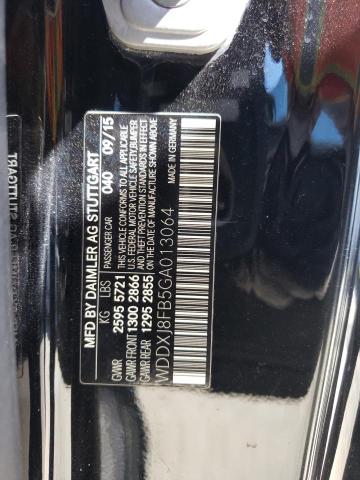 MFD BY DAIMLER AG STUTTGART
KG LBS PASSENGER CAR 040 09/15
GVWR 2595 5721 THIS VEHICLE CONFORMS TO ALL APPLICABLE
GAWR FRONT 1300 2866 U.S. FEDERAL MOTOR VEHICLE SAFETY, BUMPER
GAWR REAR 1295 2855 AND THEFT PREVENTION STANDARDS IN EFFECT
ON THE DATE OF MANUFACTURE SHOWN ABOVE.
WDDXJ8FB5GA013064 MADE IN GERMANY